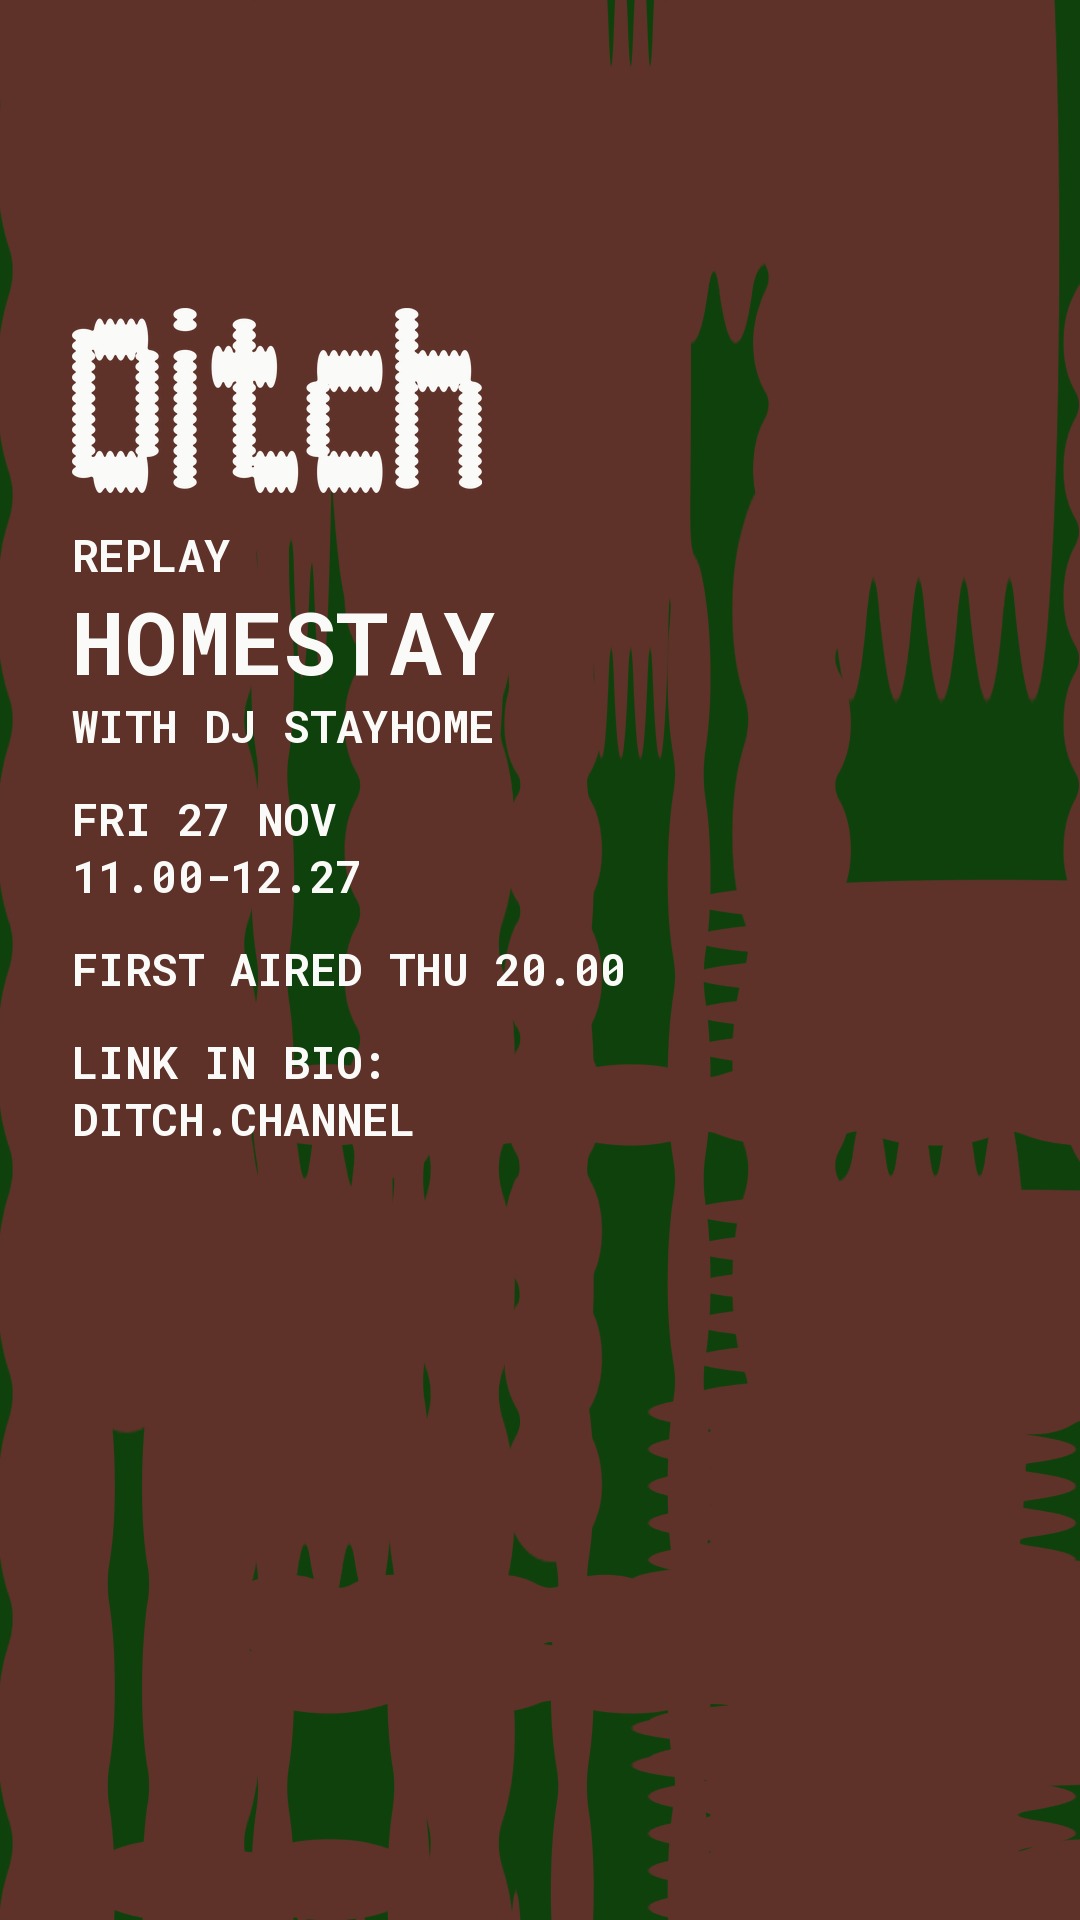 Ditch
REPLAY
HOMESTAY
WITH DJ STAYHOME
FRI 27 NOV
11.00–12.27
FIRST AIRED THU 20.00
LINK IN BIO:
DITCH.CHANNEL